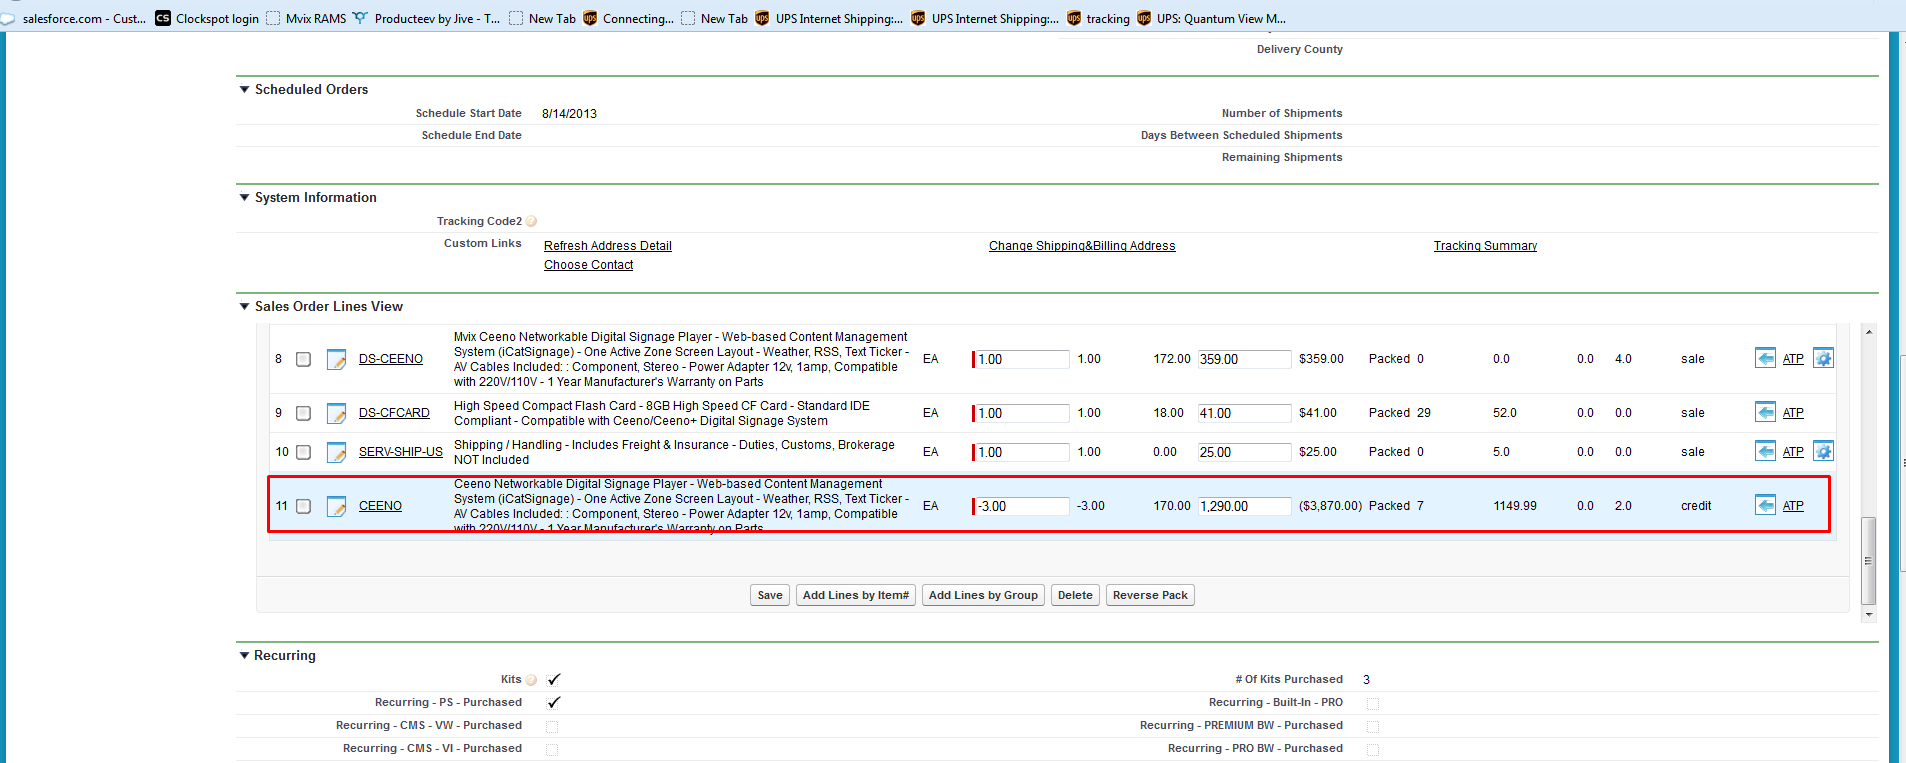 salesforce.com - Cust... CS Clockspot login Mvix RAMS Producteev by Jive - T... New Tab ups Connecting... New Tab ups UPS Internet Shipping:... ups UPS Internet Shipping:... ups tracking ups UPS: Quantum View M...
Delivery County
Scheduled Orders
Schedule Start Date 8/14/2013 Number of Shipments
Schedule End Date Days Between Scheduled Shipments
Remaining Shipments
System Information
Tracking Code2 ?
Custom Links Refresh Address Detail Change Shipping&Billing Address Tracking Summary
Choose Contact
Sales Order Lines View
Mvix Ceeno Networkable Digital Signage Player - Web-based Content Management
System (iCatSignage) - One Active Zone Screen Layout - Weather, RSS, Text Ticker -
8 DS-CEENO EA 1.00 1.00 172.00 359.00 $359.00 Packed 0 0.0 0.0 4.0 sale ATP
AV Cables Included: : Component, Stereo - Power Adapter 12v, 1amp, Compatible
with 220V/110V - 1 Year Manufacturer's Warranty on Parts
High Speed Compact Flash Card - 8GB High Speed CF Card - Standard IDE
9 DS-CFCARD EA 1.00 1.00 18.00 41.00 $41.00 Packed 29 52.0 0.0 0.0 sale ATP
Compliant - Compatible with Ceeno/Ceeno+ Digital Signage System
Shipping / Handling - Includes Freight & Insurance - Duties, Customs, Brokerage
10 SERV-SHIP-US EA 1.00 1.00 0.00 25.00 $25.00 Packed 0 5.0 0.0 0.0 sale ATP
NOT Included
Ceeno Networkable Digital Signage Player - Web-based Content Management
System (iCatSignage) - One Active Zone Screen Layout - Weather, RSS, Text Ticker -
11 CEENO EA -3.00 -3.00 170.00 1,290.00 ($3,870.00) Packed 7 1149.99 0.0 2.0 credit ATP
AV Cables Included: : Component, Stereo - Power Adapter 12v, 1amp, Compatible
with 220V/110V - 1 Year Manufacturer's Warranty on Parts
Save Add Lines by Item# Add Lines by Group Delete Reverse Pack
Recurring
Kits ? # Of Kits Purchased 3
Recurring - PS - Purchased Recurring - Built-In - PRO
Recurring - CMS - VW - Purchased Recurring - PREMIUM BW - Purchased
Recurring - CMS - VI - Purchased Recurring - PRO BW - Purchased